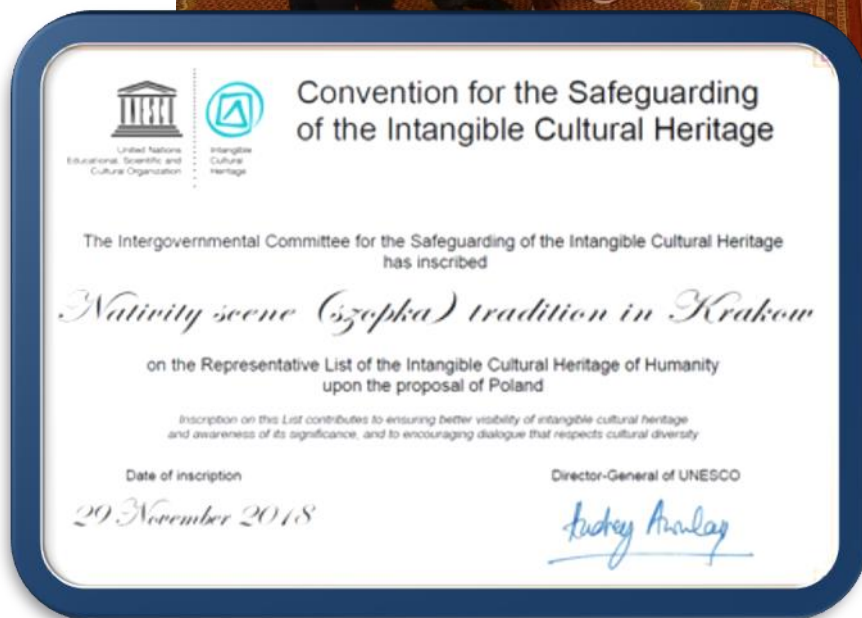 Convention for the Safeguarding
of the Intangible Cultural Heritage
UNESCO
United Nations
Educational, Scientific and
Cultural Organization
Intangible
Cultural
Heritage
The Intergovernmental Committee for the Safeguarding of the Intangible Cultural Heritage
has inscribed
Nativity scene (szopka) tradition in Krakow
on the Representative List of the Intangible Cultural Heritage of Humanity
upon the proposal of Poland
Inscription on this List contributes to ensuring better visibility of intangible cultural heritage
and awareness of its significance, and to encouraging dialogue that respects cultural diversity
Date of inscription
29 November 2018
Director-General of UNESCO
Audrey Azoulay